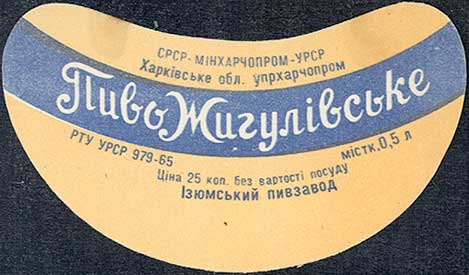 СРСР-МІНХАРЧОПРОМ-УРСР
Харківське обл. упрхарчопром
Пиво Жигулівське
РТУ УРСР 979-65
містк. 0,5 л
Ціна 25 коп. без вартості посуду
Ізюмський пивзавод